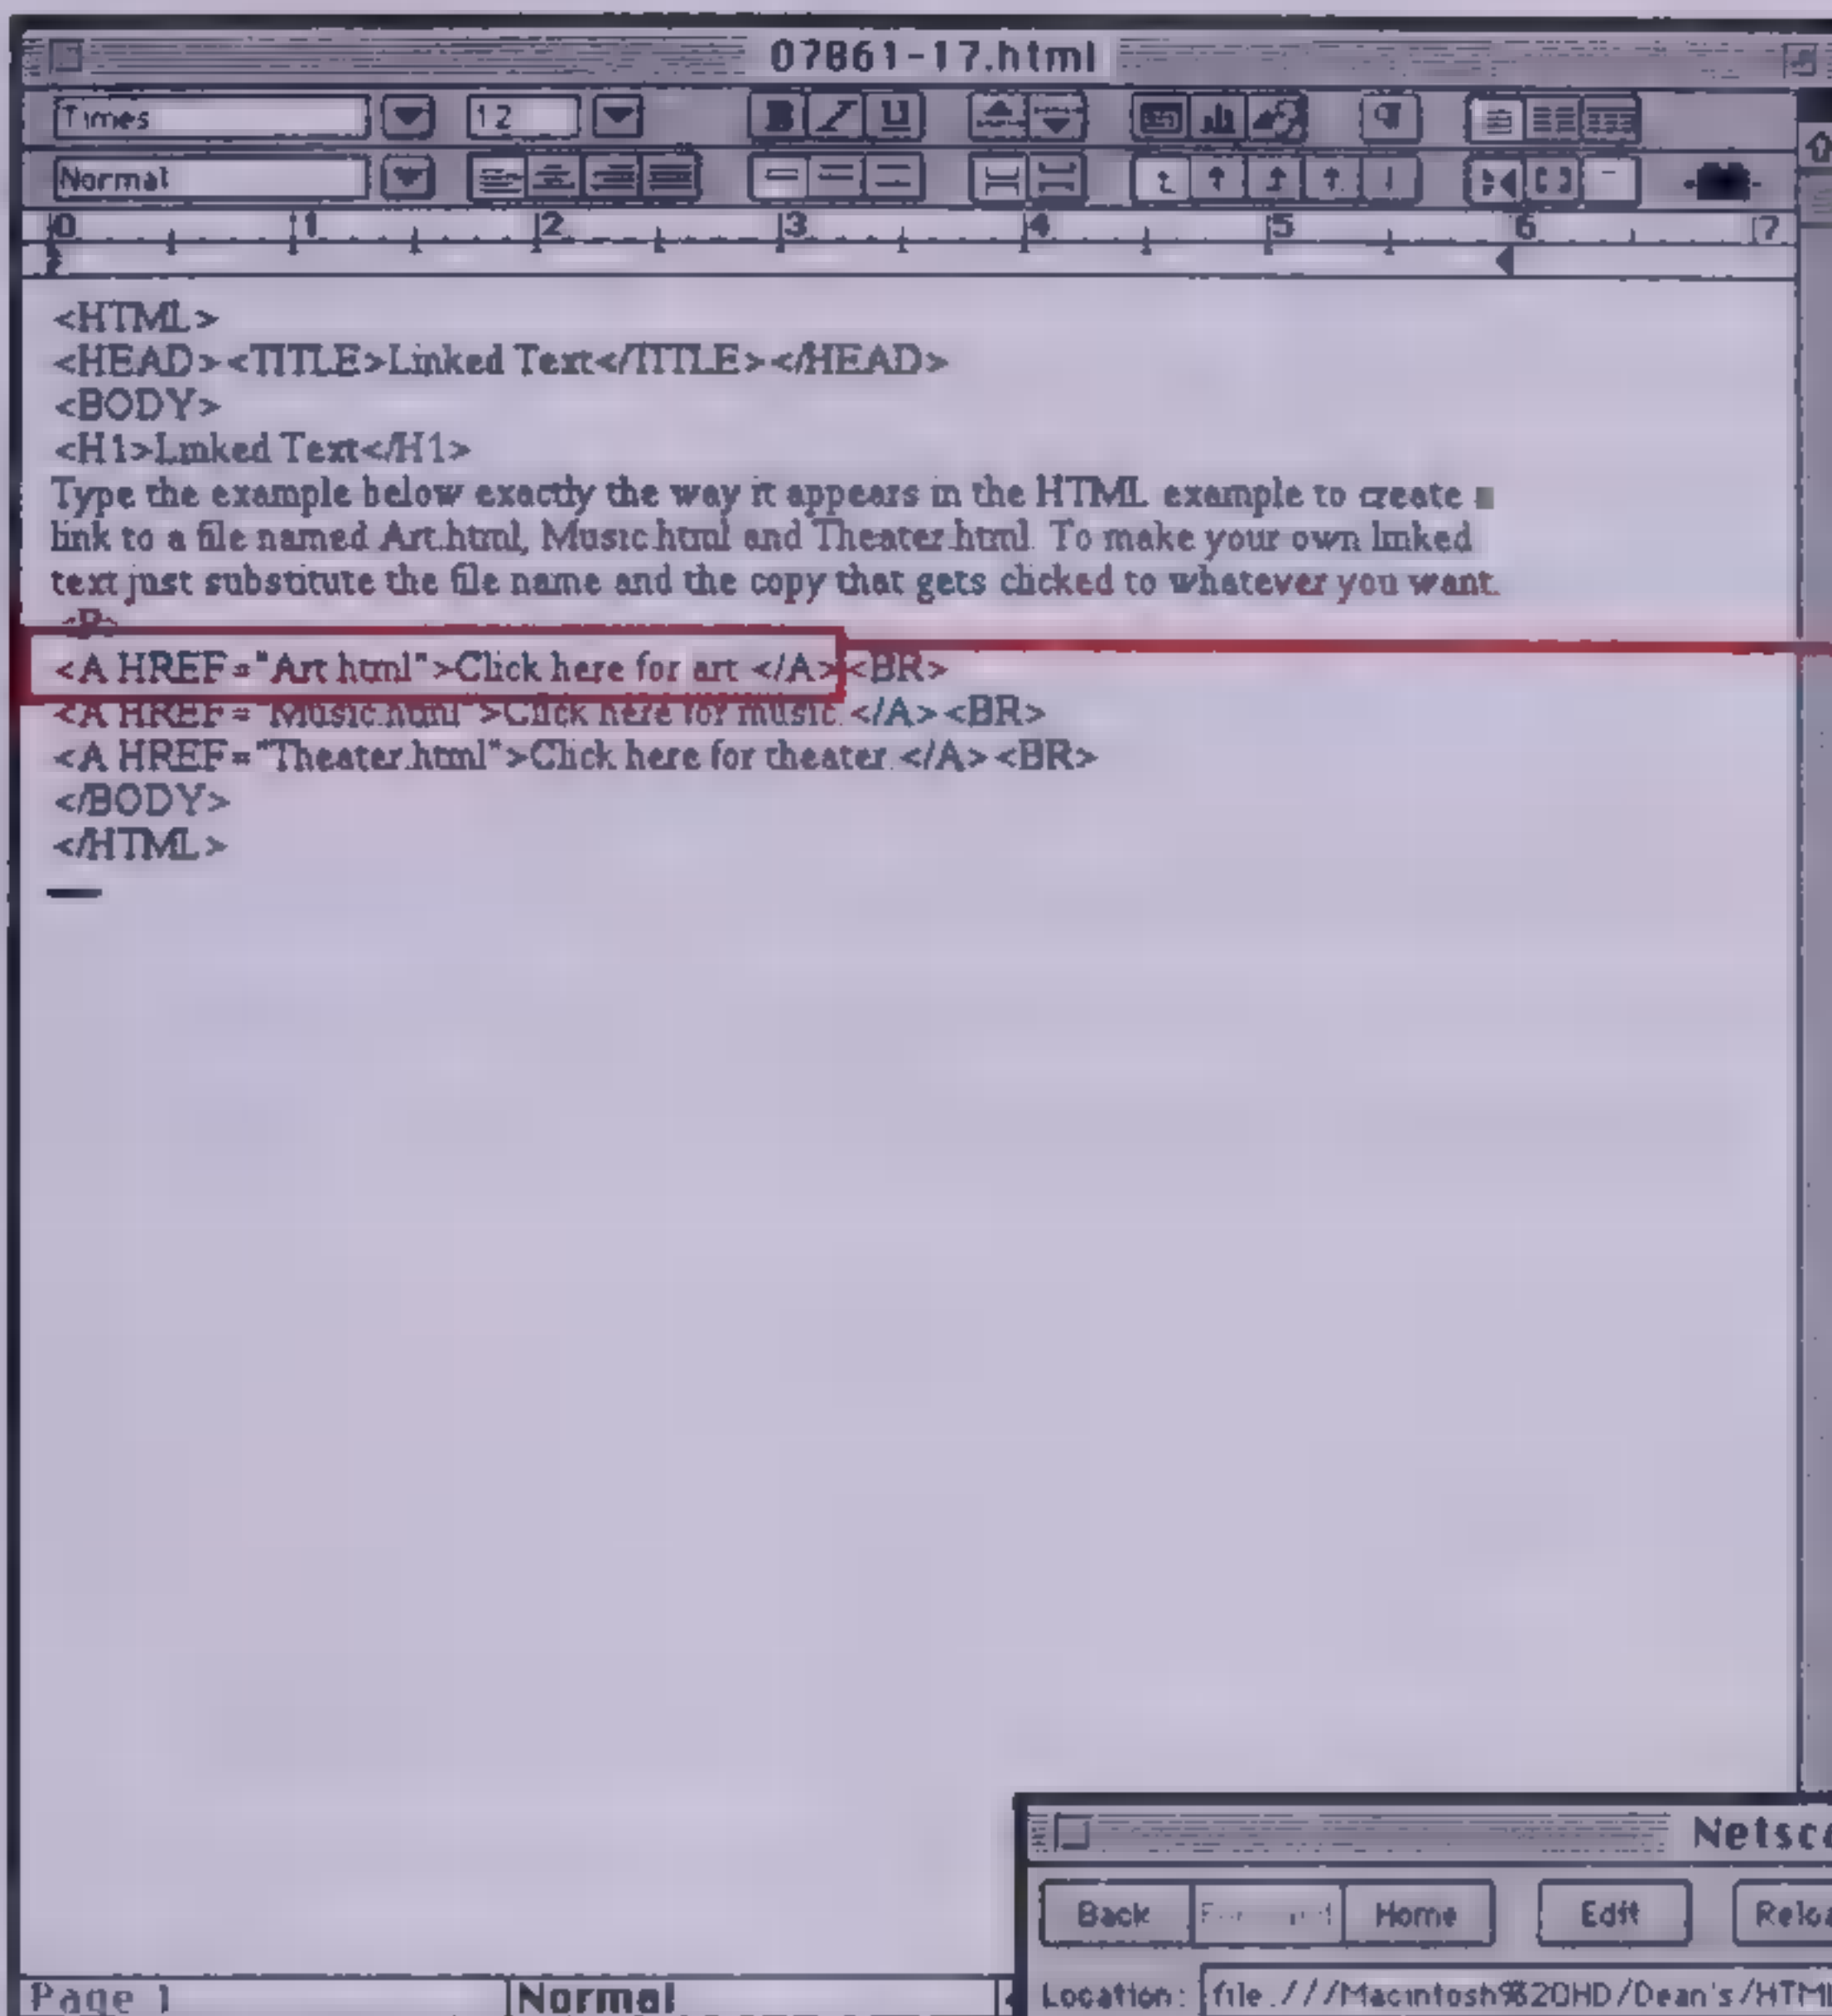 07861-17.html
Times 12 B I U
Normal
0 1 2 3 4 5 6 7
<HTML>
<HEAD><TITLE>Linked Text</TITLE></HEAD>
<BODY>
<H1>Linked Text</H1>
Type the example below exactly the way it appears in the HTML example to create a
link to a file named Art.html, Music.html and Theater.html. To make your own linked
text just substitute the file name and the copy that gets clicked to whatever you want.
<P>
<A HREF="Art.html">Click here for art.</A><BR>
<A HREF="Music.html">Click here for music.</A><BR>
<A HREF="Theater.html">Click here for theater.</A><BR>
</BODY>
</HTML>
Netsc
Back Home Edit Relo
Location: file:///Macintosh%20HD/Dean's/HTM
Page 1 Normal